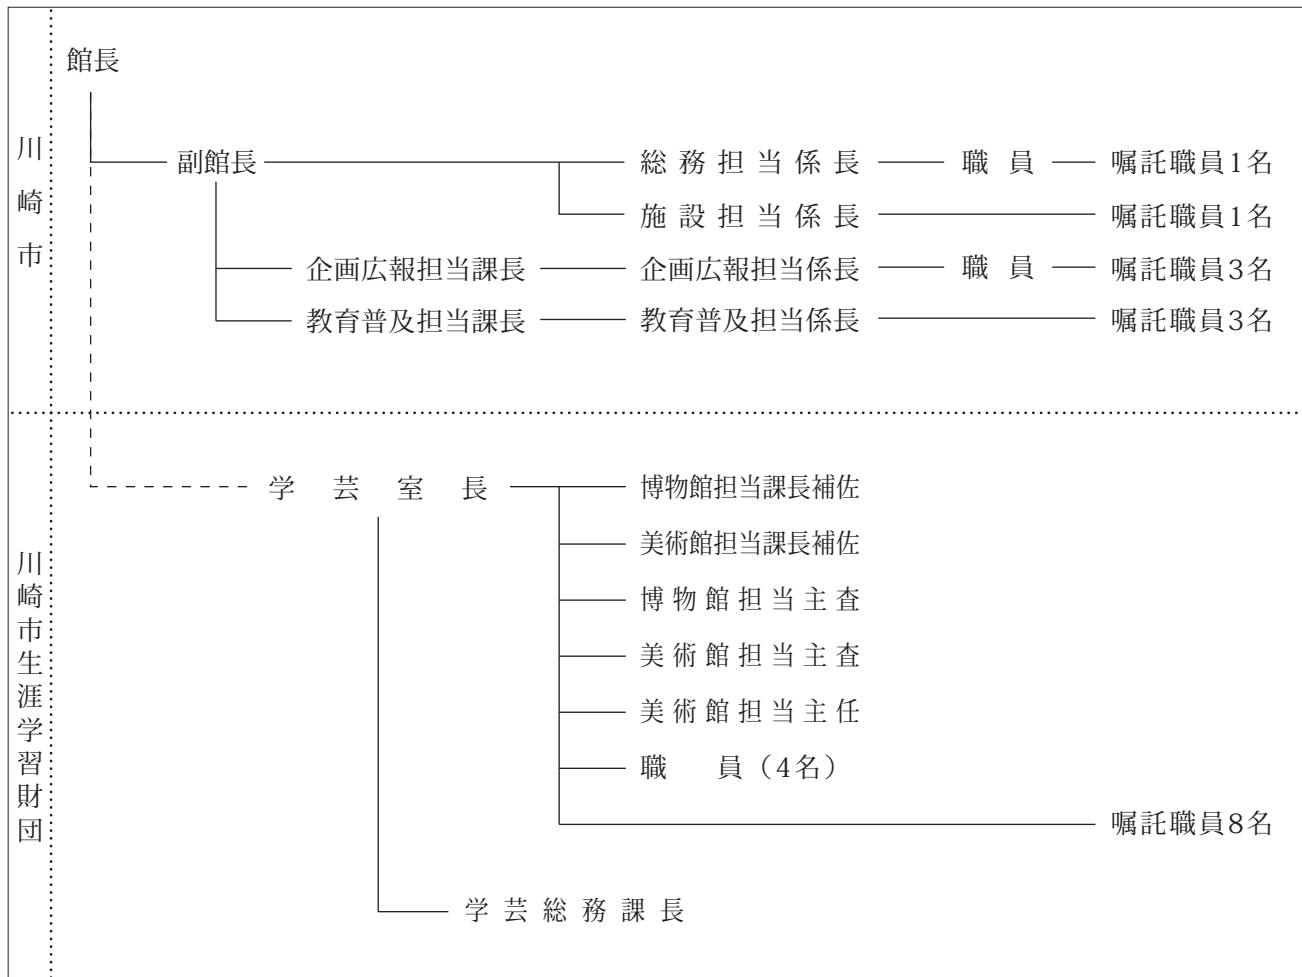 川崎市
館長
副館長 総務担当係長 職員 嘱託職員1名
施設担当係長 嘱託職員1名
企画広報担当課長 企画広報担当係長 職員 嘱託職員3名
教育普及担当課長 教育普及担当係長 嘱託職員3名
川崎市生涯学習財団
学芸室長 博物館担当課長補佐
美術館担当課長補佐
博物館担当主査
美術館担当主査
美術館担当主任
職員（4名）
嘱託職員8名
学芸総務課長